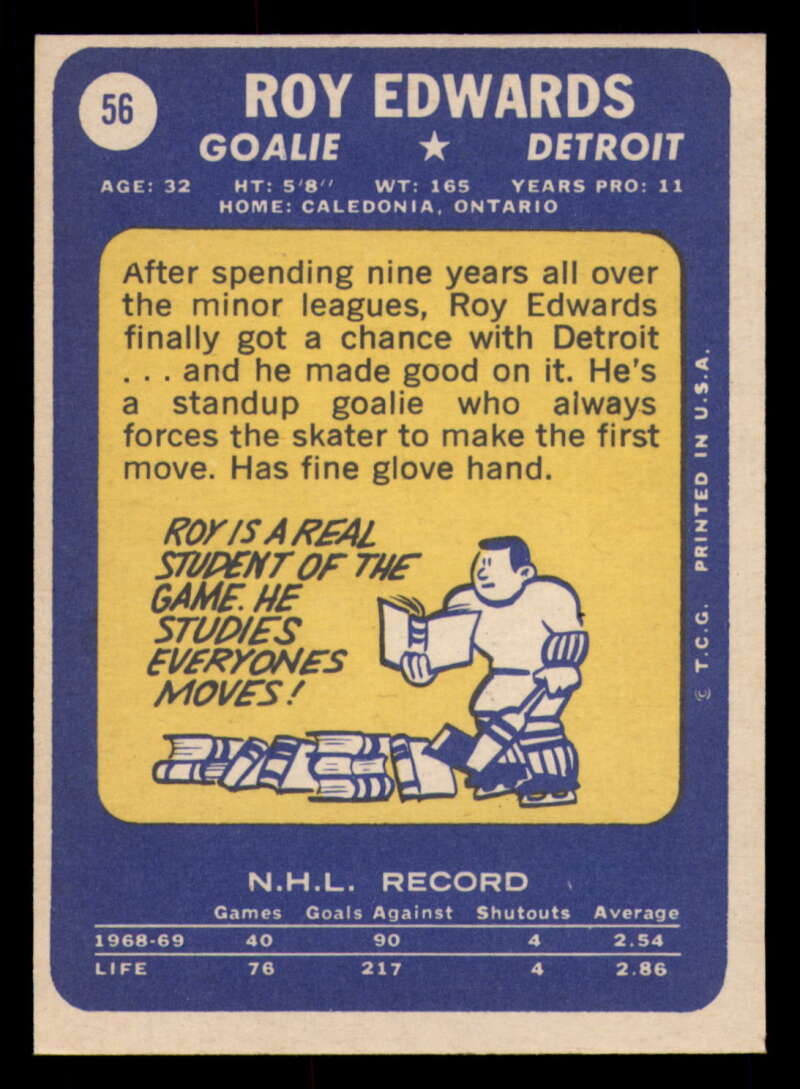 56
ROY EDWARDS
GOALIE ★ DETROIT
AGE: 32 HT: 5'8'' WT: 165 YEARS PRO: 11
HOME: CALEDONIA, ONTARIO
After spending nine years all over
the minor leagues, Roy Edwards
finally got a chance with Detroit
. . . and he made good on it. He's
a standup goalie who always
forces the skater to make the first
move. Has fine glove hand.
ROY IS A REAL
STUDENT OF THE
GAME. HE
STUDIES
EVERYONES
MOVES!
© T.C.G. PRINTED IN U.S.A.
N.H.L. RECORD
Games Goals Against Shutouts Average
1968-69 40 90 4 2.54
LIFE 76 217 4 2.86